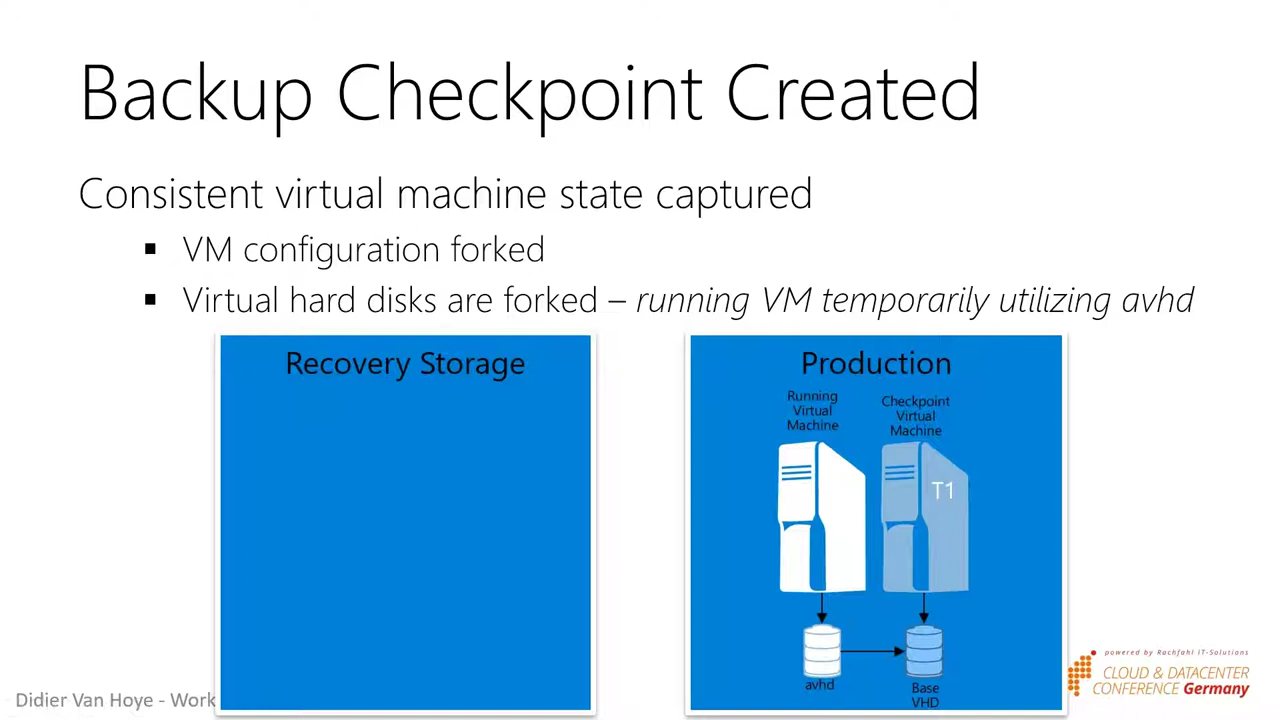 Backup Checkpoint Created
Consistent virtual machine state captured
▪ VM configuration forked
▪ Virtual hard disks are forked – running VM temporarily utilizing avhd
Recovery Storage
Production
Running
Virtual
Machine
Checkpoint
Virtual
Machine
T1
avhd
Base
VHD
Didier Van Hoye - Work
powered by Rachfahl IT-Solutions
CLOUD & DATACENTER
CONFERENCE Germany